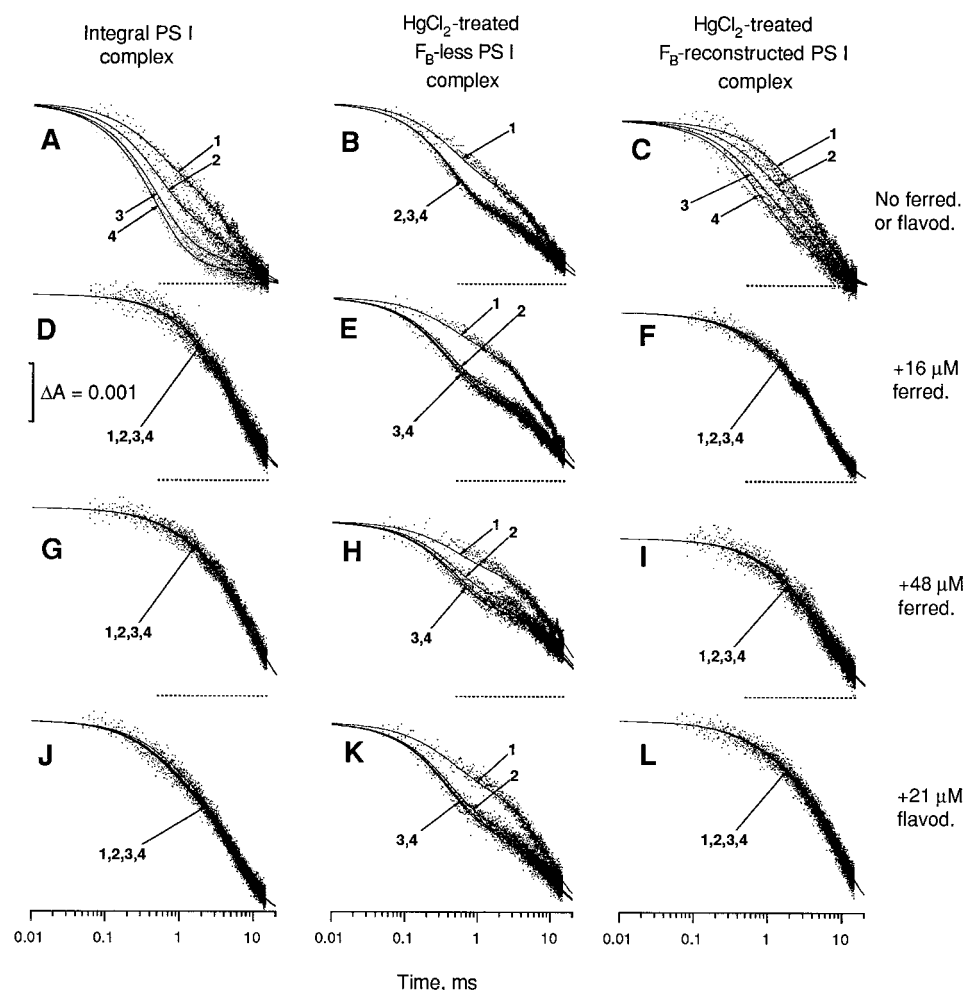 Integral PS I
complex
HgCl2-treated
FB-less PS I
complex
HgCl2-treated
FB-reconstructed PS I
complex
A
1
2
3
4
B
1
2,3,4
C
1
2
3
4
No ferred.
or flavod.
D
1,2,3,4
ΔA = 0.001
E
1
2
3,4
F
1,2,3,4
+16 μM
ferred.
G
1,2,3,4
H
1
2
3,4
I
1,2,3,4
+48 μM
ferred.
J
1,2,3,4
K
1
2
3,4
L
1,2,3,4
+21 μM
flavod.
0.01 0.1 1 10
0.01 0.1 1 10
0.01 0.1 1 10
Time, ms